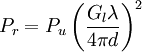 P_r = P_u \left( \frac{G_l \lambda}{4 \pi d} \right)^2